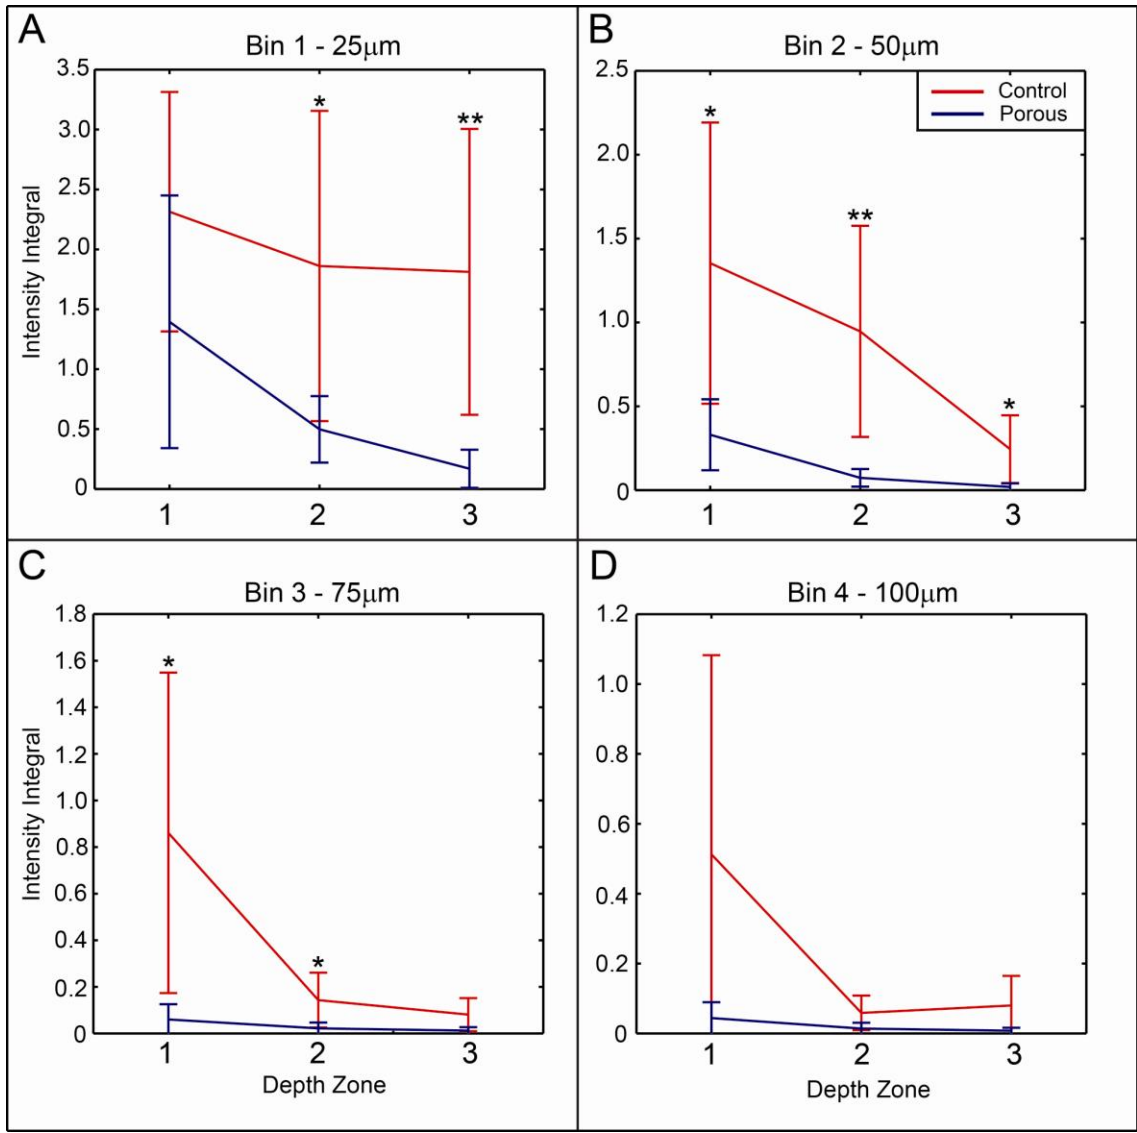 A
Bin 1 - 25μm
3.5
3.0
2.5
2.0
1.5
1.0
0.5
0
Intensity Integral
*
**
1 2 3
B
Bin 2 - 50μm
2.5
2.0
1.5
1.0
0.5
0
Control
Porous
*
**
*
1 2 3
C
Bin 3 - 75μm
1.8
1.6
1.4
1.2
1.0
0.8
0.6
0.4
0.2
0
Intensity Integral
*
*
1 2 3
Depth Zone
D
Bin 4 - 100μm
1.2
1.0
0.8
0.6
0.4
0.2
0
1 2 3
Depth Zone